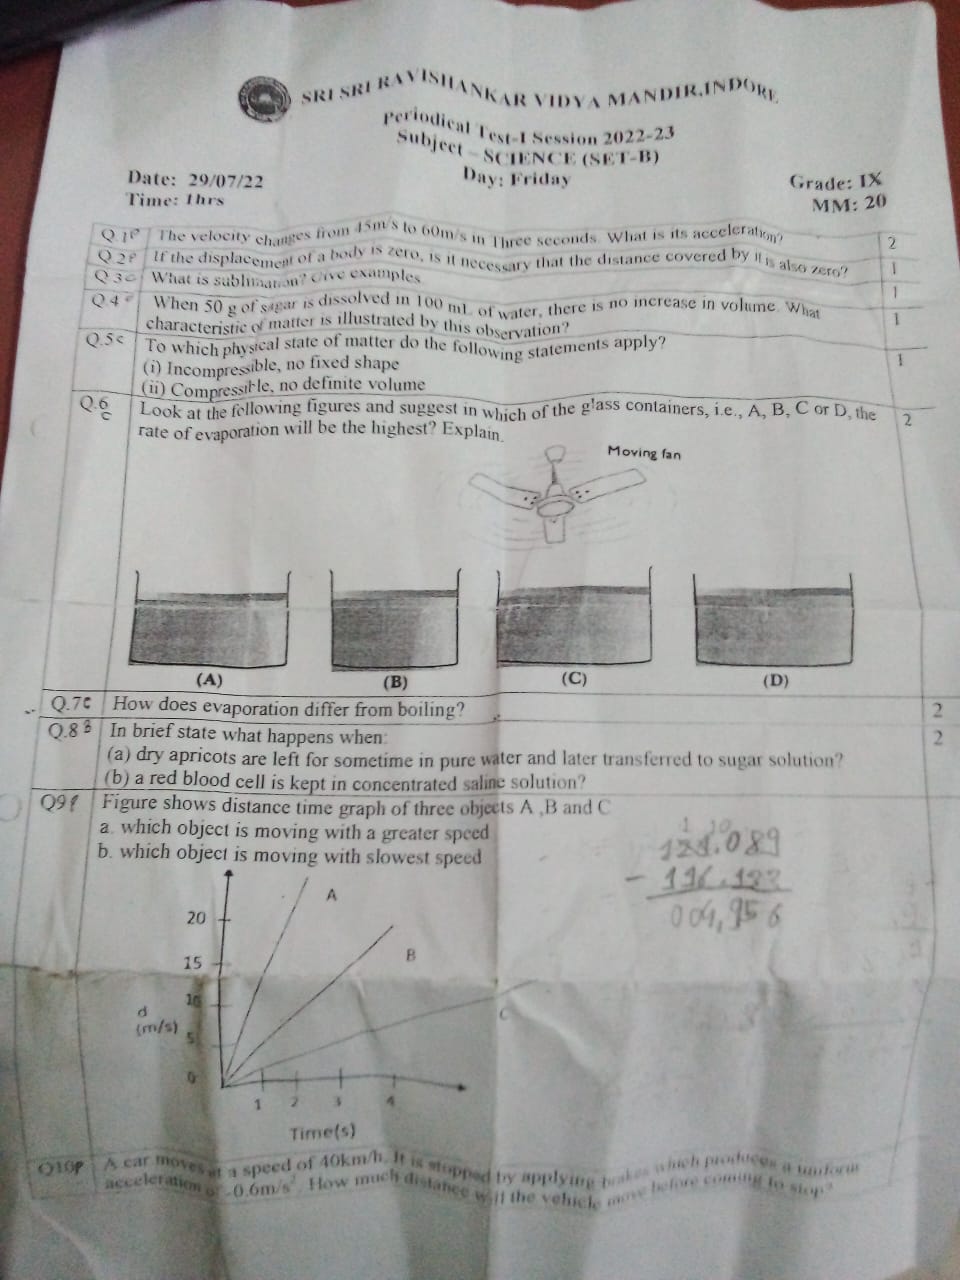 SRI SRI RAVISHANKAR VIDYA MANDIR,INDORE
Periodical Test-I Session 2022-23
Subject – SCIENCE (SET-B)
Date: 29/07/22 Day: Friday Grade: IX
Time: 1hrs MM: 20
Q.1 P The velocity changes from 45m/s to 60m/s in Three seconds. What is its acceleration? 2
Q.2 P If the displacement of a body is zero, is it necessary that the distance covered by it is also zero? 1
Q.3 C What is sublimation? Give examples 1
Q.4 When 50 g of sugar is dissolved in 100 mL of water, there is no increase in volume. What 1
characteristic of matter is illustrated by this observation?
Q.5 C To which physical state of matter do the following statements apply? 1
(i) Incompressible, no fixed shape
(ii) Compressible, no definite volume
Q.6 C Look at the following figures and suggest in which of the glass containers, i.e., A, B, C or D, the 2
rate of evaporation will be the highest? Explain.
Moving fan
(A) (B) (C) (D)
Q.7 C How does evaporation differ from boiling? 2
Q.8 B In brief state what happens when: 2
(a) dry apricots are left for sometime in pure water and later transferred to sugar solution?
(b) a red blood cell is kept in concentrated saline solution?
Q9 P Figure shows distance time graph of three objects A ,B and C
a. which object is moving with a greater speed
b. which object is moving with slowest speed
.089
-
A
20
B
15
10
d
(m/s)
5
C
0
1 2 3 4
Time(s)
Q10 P A car moves at a speed of 40km/h. It is stopped by applying brakes which produces a uniform
acceleration of -0.6m/s². How much distance will the vehicle move before coming to stop?